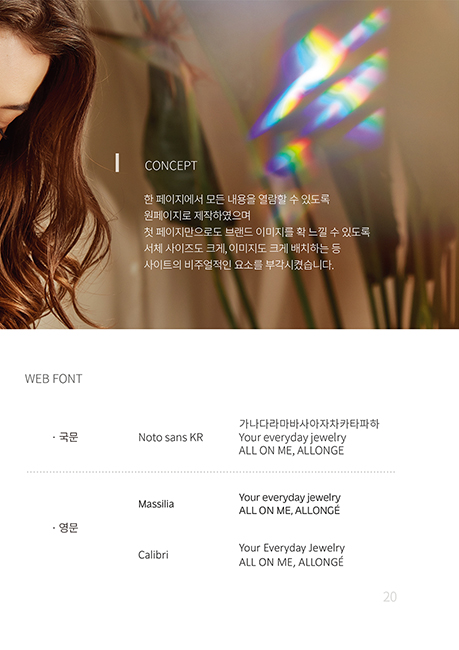 CONCEPT
한 페이지에서 모든 내용을 열람할 수 있도록
원페이지로 제작하였으며
첫 페이지만으로도 브랜드 이미지를 확 느낄 수 있도록
서체 사이즈도 크게, 이미지도 크게 배치하는 등
사이트의 비주얼적인 요소를 부각시켰습니다.
WEB FONT
· 국문
Noto sans KR
가나다라마바사아자차카타파하
Your everyday jewelry
ALL ON ME, ALLONGE
· 영문
Massilia
Your everyday jewelry
ALL ON ME, ALLONGÉ
Calibri
Your Everyday Jewelry
ALL ON ME, ALLONGÉ
20